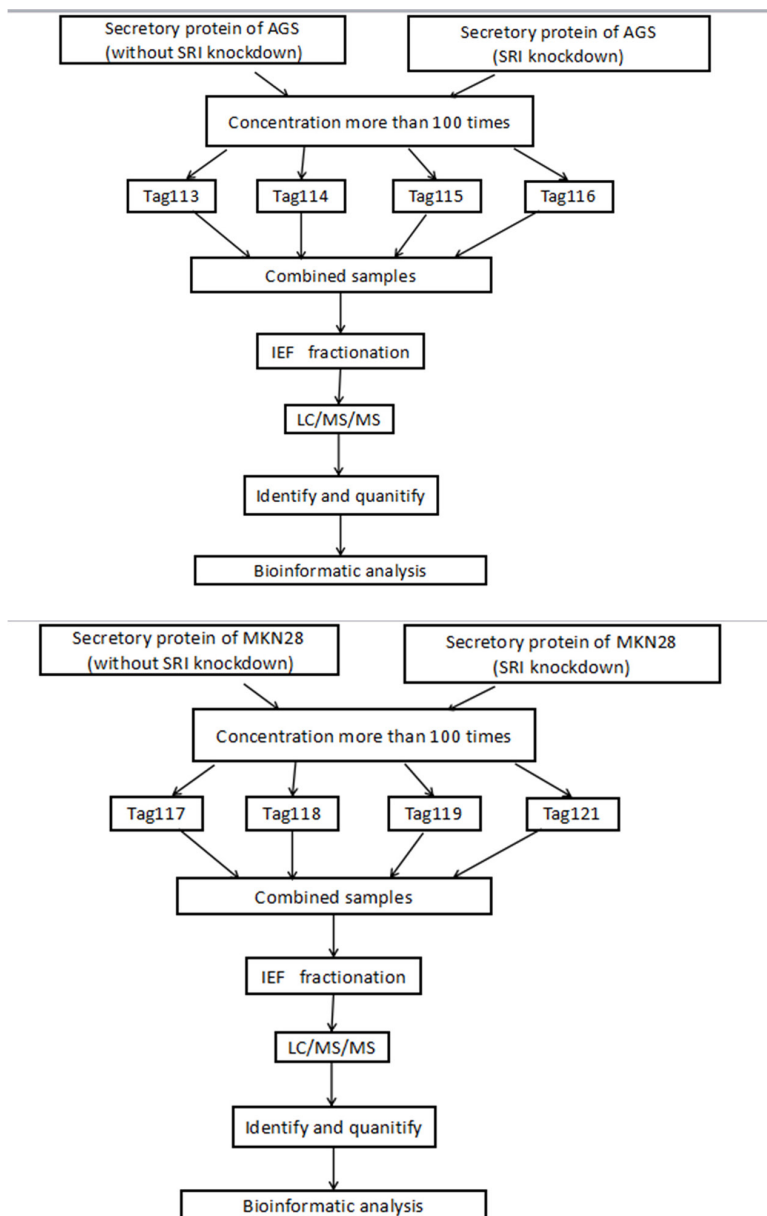 Secretory protein of AGS
(without SRI knockdown)
Secretory protein of AGS
(SRI knockdown)
Concentration more than 100 times
Tag113
Tag114
Tag115
Tag116
Combined samples
IEF fractionation
LC/MS/MS
Identify and quanitify
Bioinformatic analysis
Secretory protein of MKN28
(without SRI knockdown)
Secretory protein of MKN28
(SRI knockdown)
Concentration more than 100 times
Tag117
Tag118
Tag119
Tag121
Combined samples
IEF fractionation
LC/MS/MS
Identify and quanitify
Bioinformatic analysis